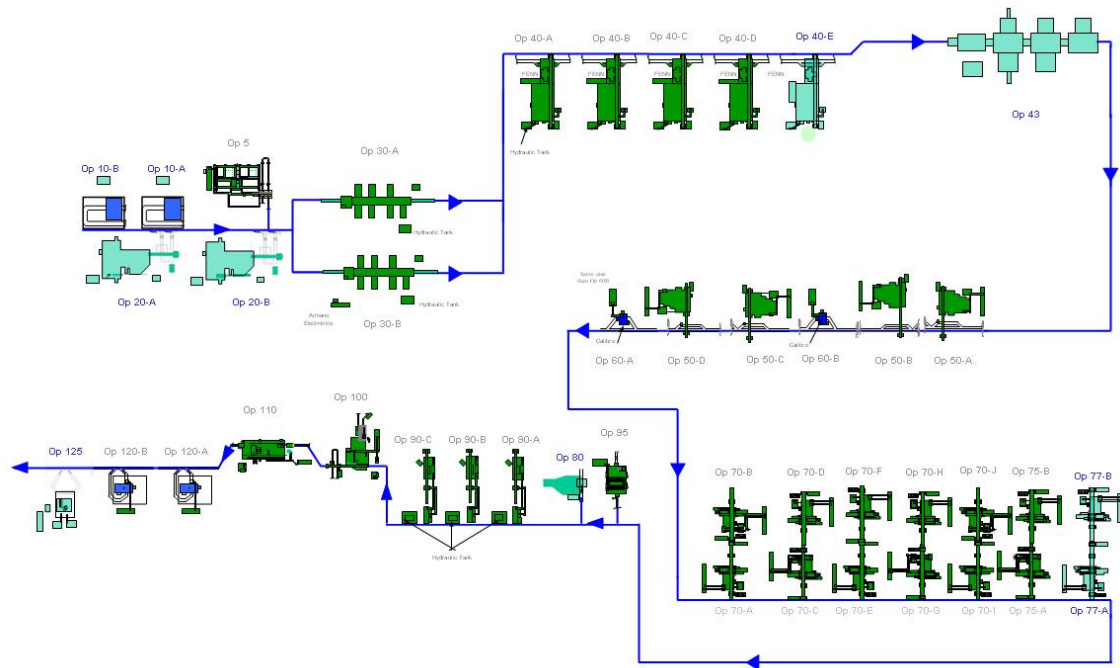 Op 40-A
Op 40-B
Op 40-C
Op 40-D
Op 40-E
FENN
FENN
FENN
FENN
FENN
Hydraulic Tank
Op 43
Op 10-B
Op 10-A
Op 5
Op 30-A
Hydraulic Tank
Op 20-A
Op 20-B
Hydraulic Tank
Armario
Electrónico
Op 30-B
Calibro
Calibro
Op 60-A
Op 50-D
Op 50-C
Op 60-B
Op 50-B
Op 50-A
Op 125
Op 120-B
Op 120-A
Op 110
Op 100
Op 90-C
Op 90-B
Op 90-A
Op 80
Op 95
Hydraulic Tank
Op 70-B
Op 70-D
Op 70-F
Op 70-H
Op 70-J
Op 75-B
Op 77-B
Op 70-A
Op 70-C
Op 70-E
Op 70-G
Op 70-I
Op 75-A
Op 77-A